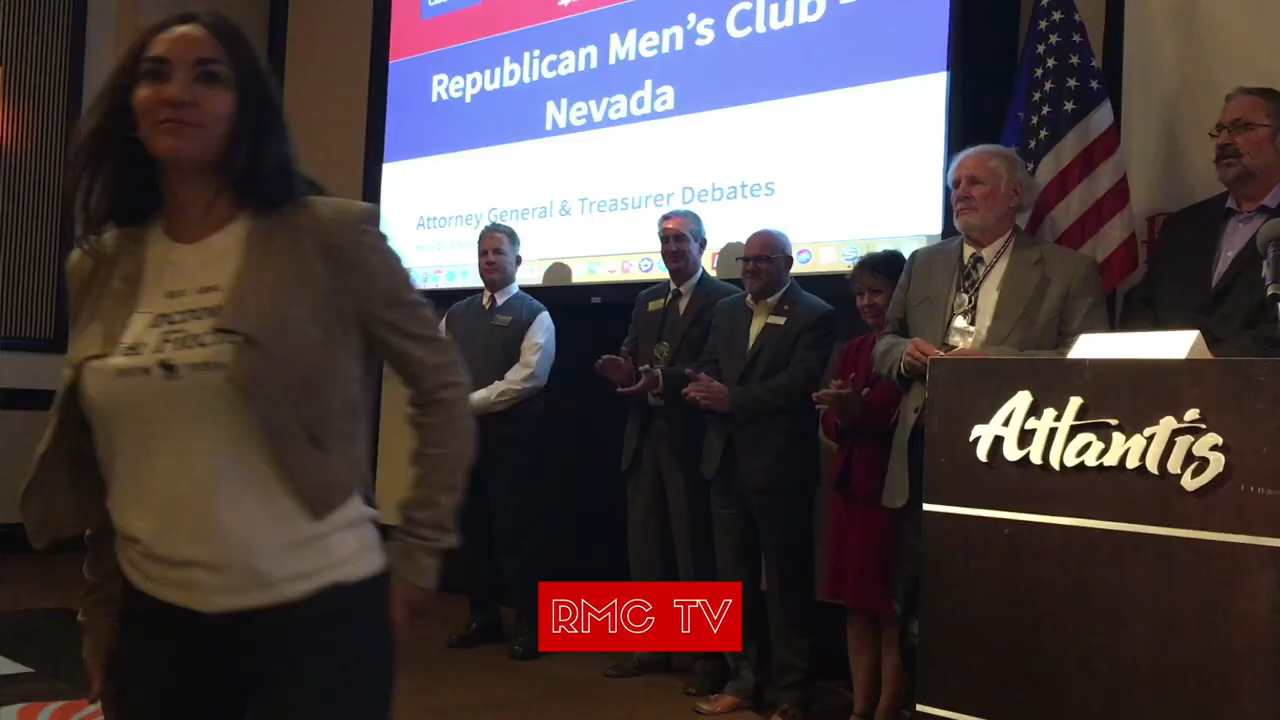 Republican Men's Club -
Nevada
Attorney General & Treasurer Debates
Atlantis
RMC TV